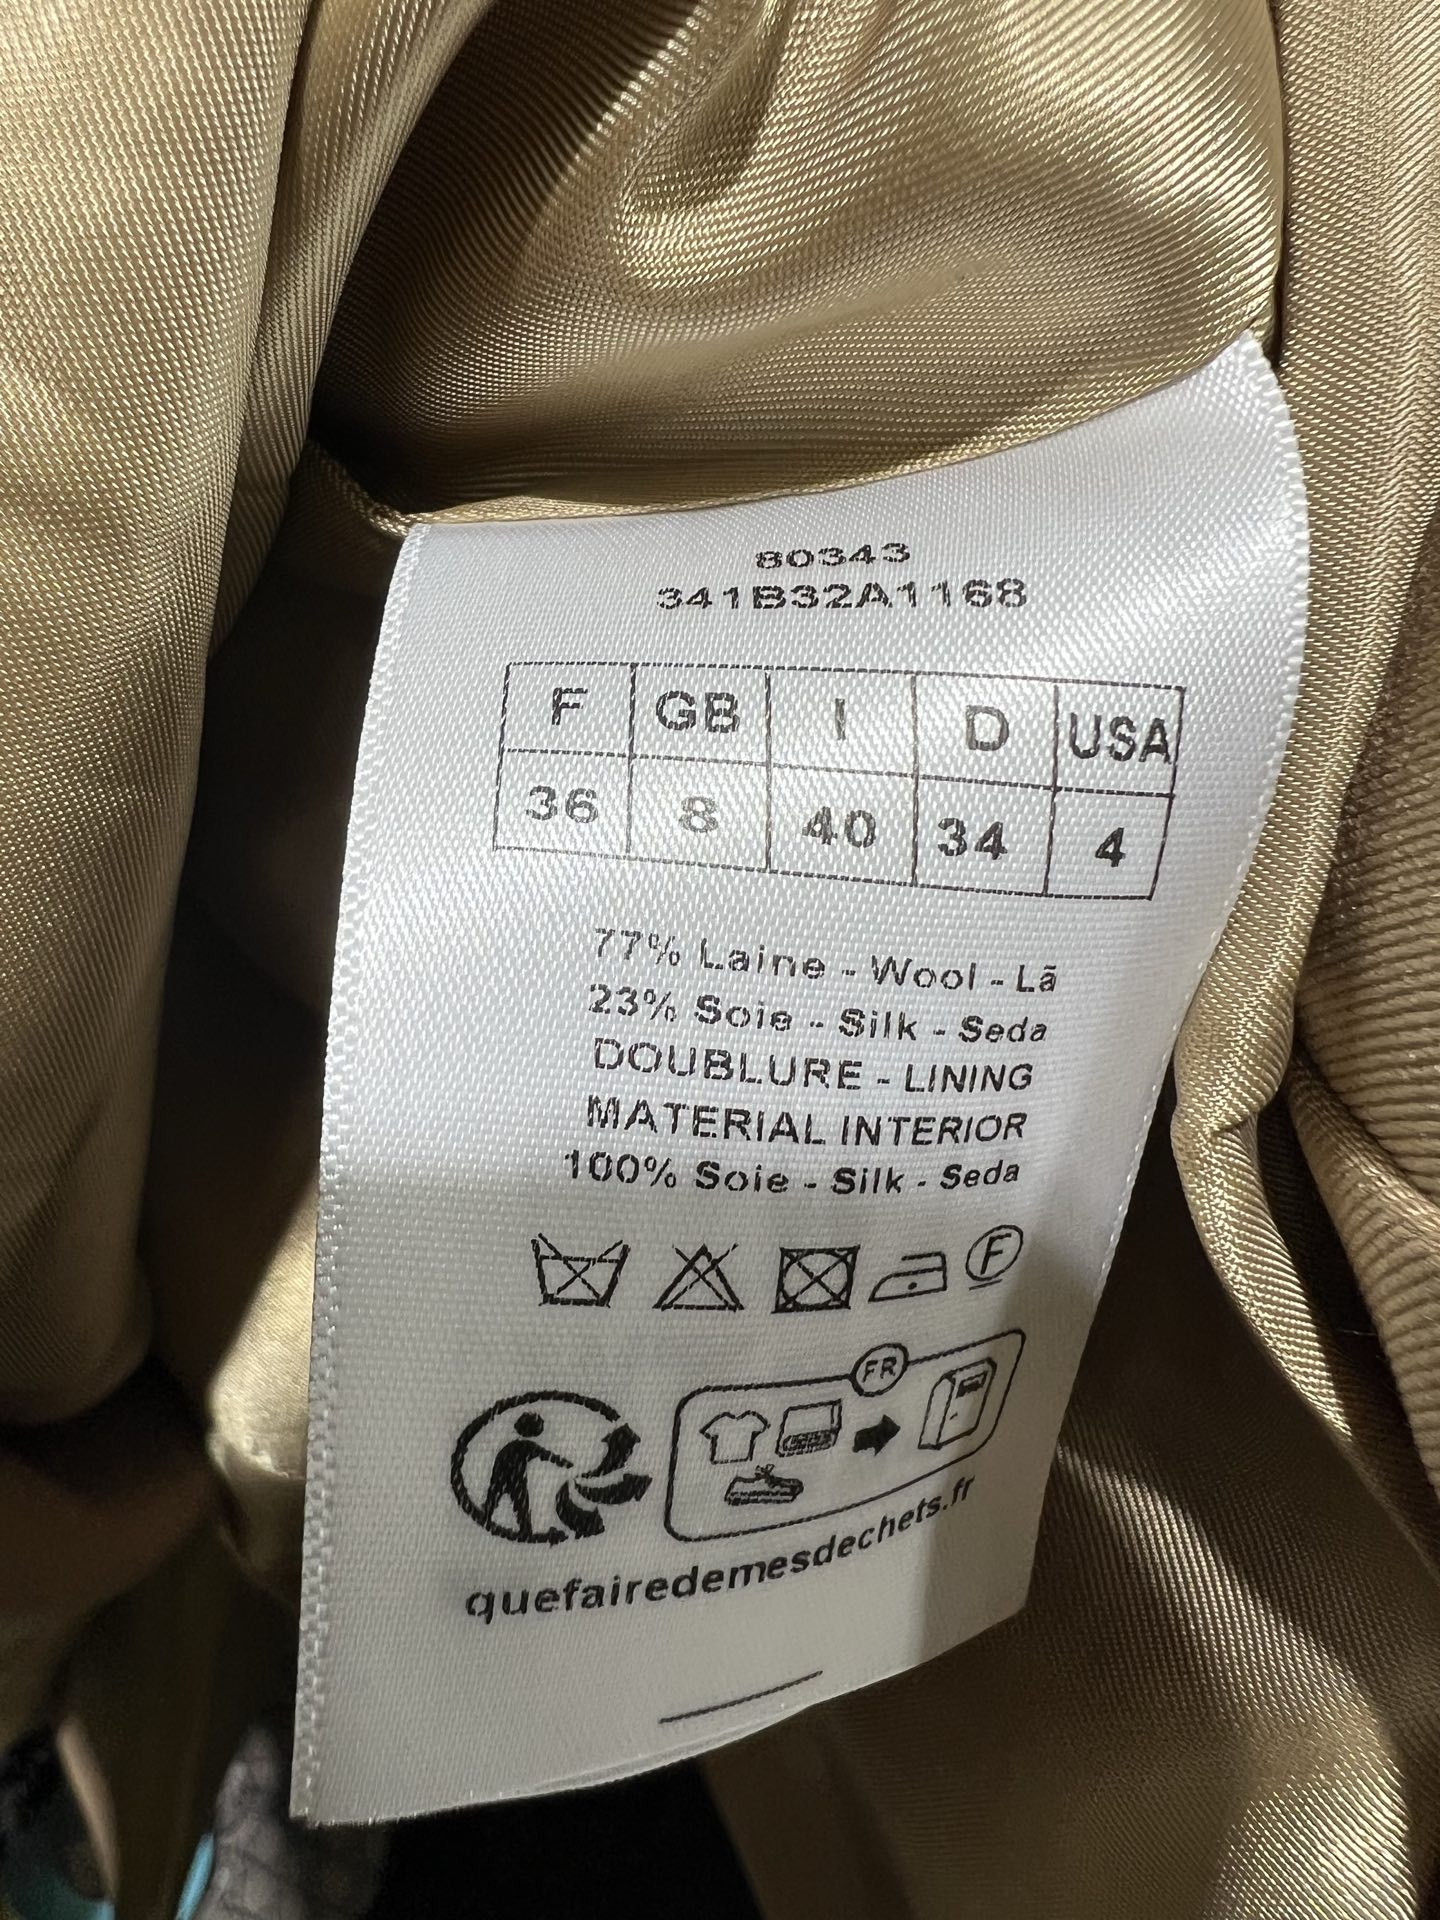 80343
341B32A1168
F GB I D USA
36 8 40 34 4
77% Laine - Wool - Lã
23% Soie - Silk - Seda
DOUBLURE - LINING
MATERIAL INTERIOR
100% Soie - Silk - Seda
F
FR
quefairedemesdechets.fr